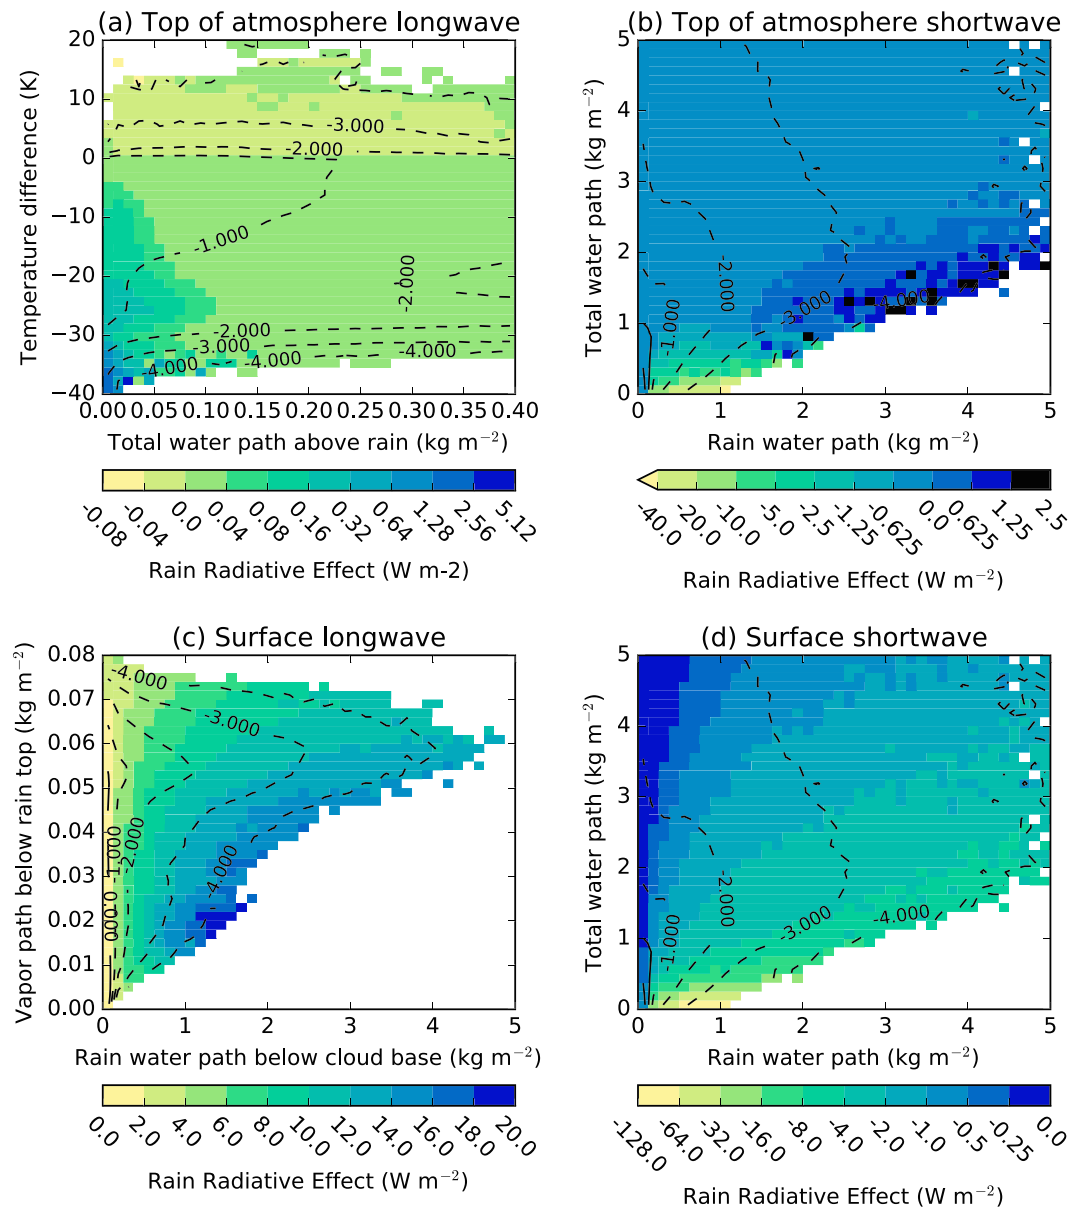 (a) Top of atmosphere longwave
(b) Top of atmosphere shortwave
Temperature difference (K)
20
10
0
−10
−20
−30
−40
-3.000
-2.000
-1.000
-2.000
-2.000
-3.000
-4.000
-4.000
-4.000
0.00 0.05 0.10 0.15 0.20 0.25 0.30 0.35 0.40
Total water path above rain (kg m−2)
-0.08 -0.04 0.0 0.04 0.08 0.16 0.32 0.64 1.28 2.56 5.12
Rain Radiative Effect (W m-2)
Total water path (kg m−2)
5
4
3
2
1
0
-1.000
-2.000
-3.000
-4.000
0 1 2 3 4 5
Rain water path (kg m−2)
-40.0 -20.0 -10.0 -5.0 -2.5 -1.25 -0.625 0.0 0.625 1.25 2.5
Rain Radiative Effect (W m−2)
(c) Surface longwave
(d) Surface shortwave
Vapor path below rain top (kg m−2)
0.08
0.07
0.06
0.05
0.04
0.03
0.02
0.01
0.00
-4.000
-3.000
-1.000
-2.000
-4.000
0.000
0 1 2 3 4 5
Rain water path below cloud base (kg m−2)
0.0 2.0 4.0 6.0 8.0 10.0 12.0 14.0 16.0 18.0 20.0
Rain Radiative Effect (W m−2)
Total water path (kg m−2)
5
4
3
2
1
0
-1.000
-2.000
-3.000
-4.000
0 1 2 3 4 5
Rain water path (kg m−2)
-128.0 -64.0 -32.0 -16.0 -8.0 -4.0 -2.0 -1.0 -0.5 -0.25 0.0
Rain Radiative Effect (W m−2)